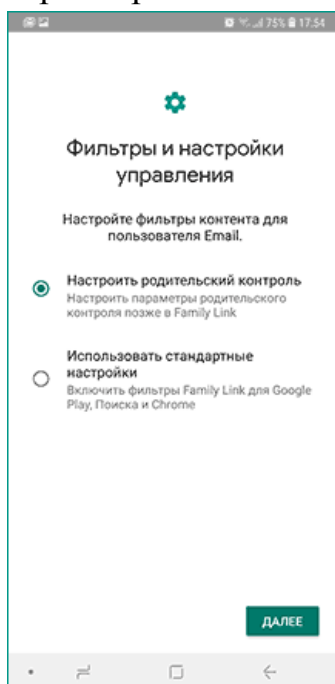 75% 17:54
Фильтры и настройки
управления
Настройте фильтры контента для
пользователя Email.
Настроить родительский контроль
Настроить параметры родительского
контроля позже в Family Link
Использовать стандартные
настройки
Включить фильтры Family Link для Google
Play, Поиска и Chrome
ДАЛЕЕ